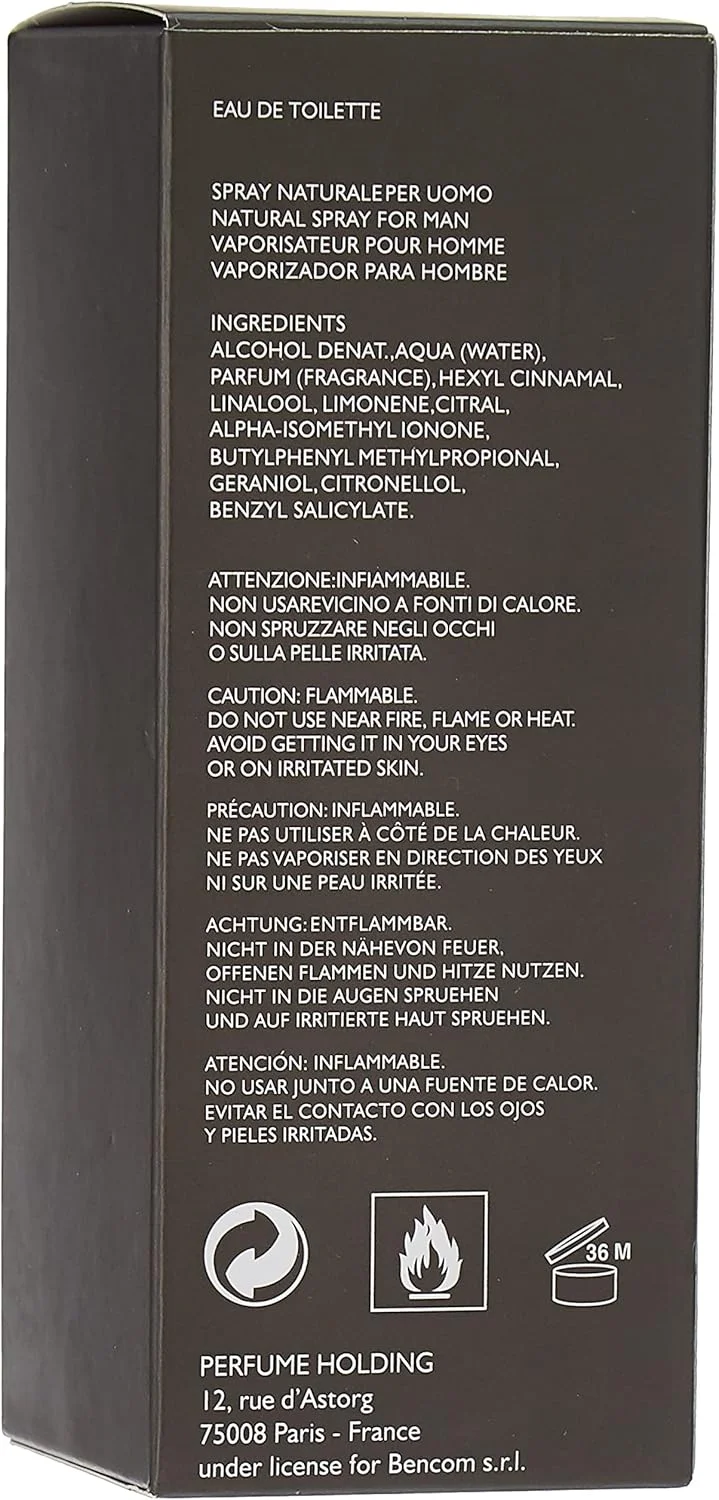 EAU DE TOILETTE
SPRAY NATURALEPER UOMO
NATURAL SPRAY FOR MAN
VAPORISATEUR POUR HOMME
VAPORIZADOR PARA HOMBRE
INGREDIENTS
ALCOHOL DENAT.,AQUA (WATER),
PARFUM (FRAGRANCE),HEXYL CINNAMAL,
LINALOOL, LIMONENE,CITRAL,
ALPHA-ISOMETHYL IONONE,
BUTYLPHENYL METHYLPROPIONAL,
GERANIOL,CITRONELLOL,
BENZYL SALICYLATE.
ATTENZIONE:INFIAMMABILE.
NON USAREVICINO A FONTI DI CALORE.
NON SPRUZZARE NEGLI OCCHI
O SULLA PELLE IRRITATA.
CAUTION: FLAMMABLE.
DO NOT USE NEAR FIRE, FLAME OR HEAT.
AVOID GETTING IT IN YOUR EYES
OR ON IRRITATED SKIN.
PRÉCAUTION: INFLAMMABLE.
NE PAS UTILISER À CÔTÉ DE LA CHALEUR.
NE PAS VAPORISER EN DIRECTION DES YEUX
NI SUR UNE PEAU IRRITÉE.
ACHTUNG: ENTFLAMMBAR.
NICHT IN DER NÄHEVON FEUER,
OFFENEN FLAMMEN UND HITZE NUTZEN.
NICHT IN DIE AUGEN SPRUEHEN
UND AUF IRRITIERTE HAUT SPRUEHEN.
ATENCIÓN: INFLAMMABLE.
NO USAR JUNTO A UNA FUENTE DE CALOR.
EVITAR EL CONTACTO CON LOS OJOS
Y PIELES IRRITADAS.
36 M
PERFUME HOLDING
12, rue d'Astorg
75008 Paris - France
under license for Bencom s.r.l.